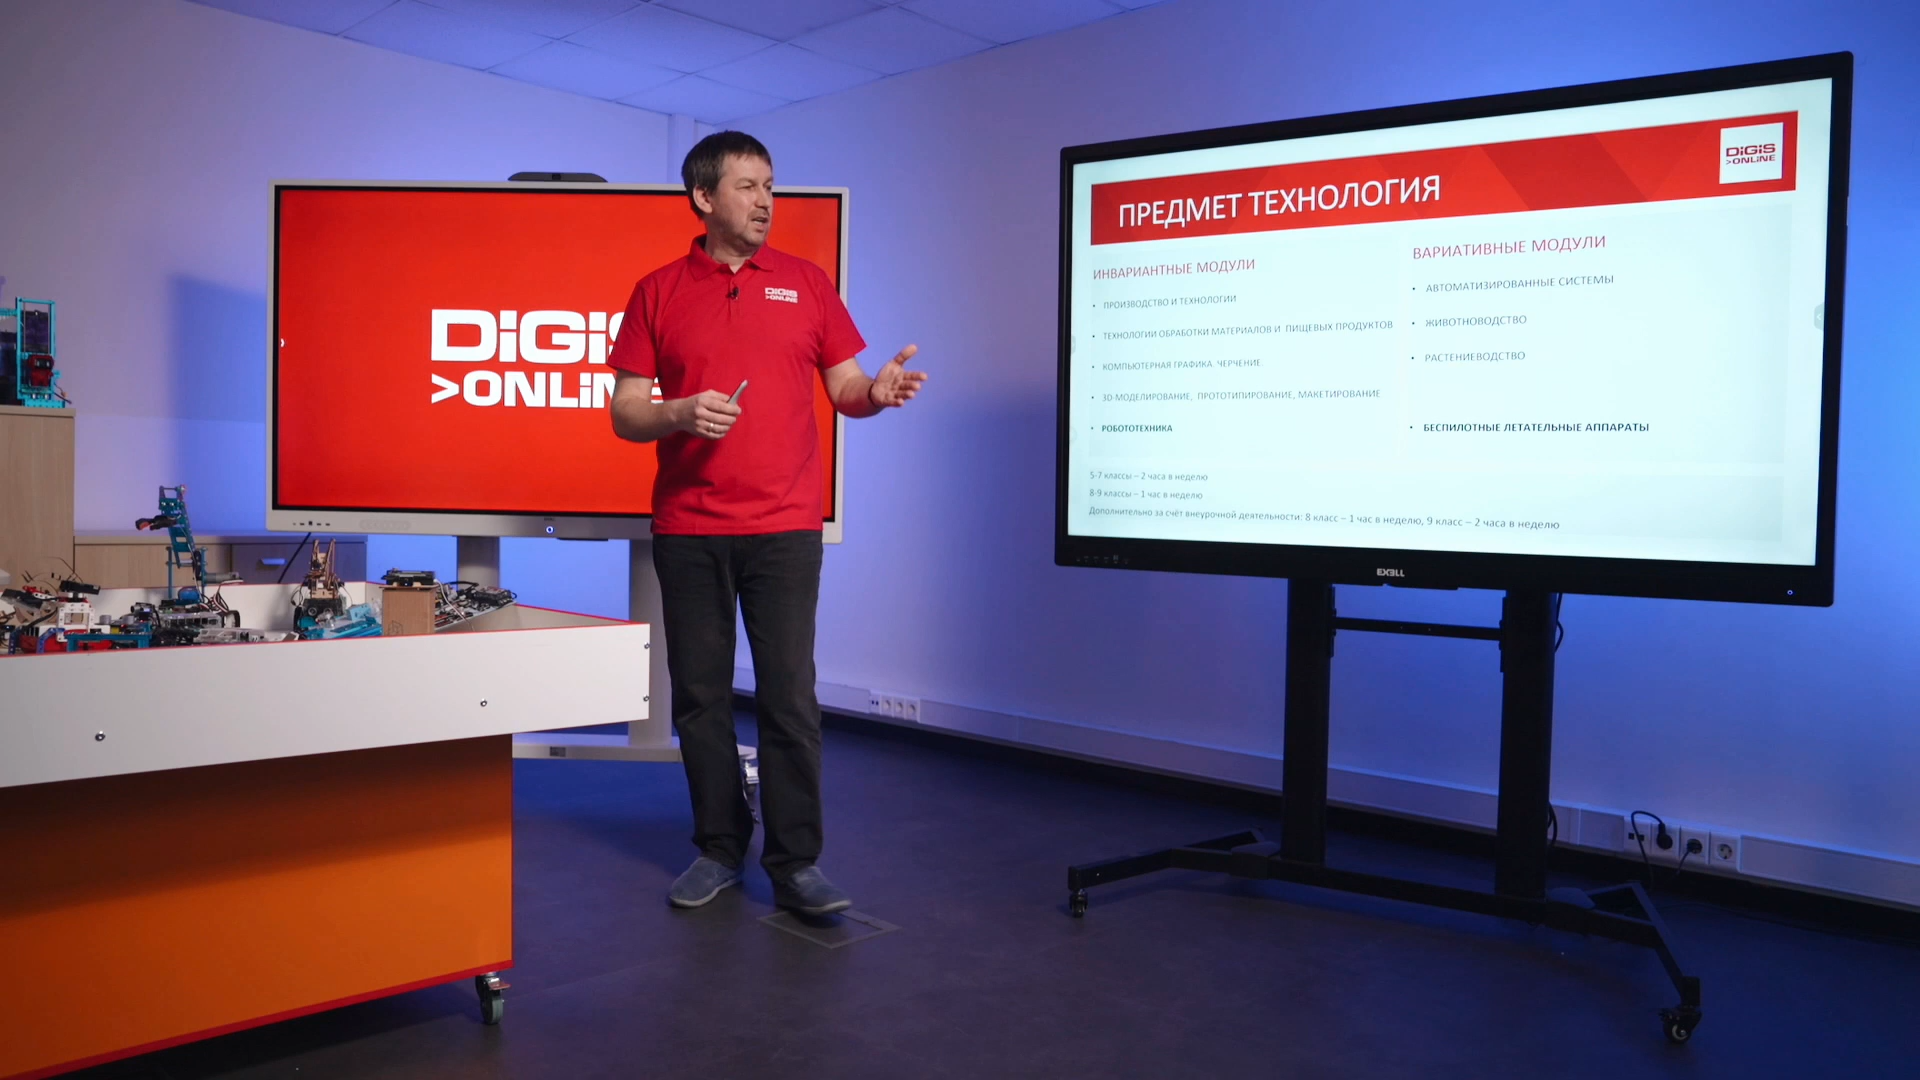 DiGiS
>ONLiNE
DiGiS
>ONLiNE
DiGiS
>ONLiNE
ПРЕДМЕТ ТЕХНОЛОГИЯ
ИНВАРИАНТНЫЕ МОДУЛИ
• ПРОИЗВОДСТВО И ТЕХНОЛОГИИ
• ТЕХНОЛОГИИ ОБРАБОТКИ МАТЕРИАЛОВ И ПИЩЕВЫХ ПРОДУКТОВ
• КОМПЬЮТЕРНАЯ ГРАФИКА. ЧЕРЧЕНИЕ.
• 3D-МОДЕЛИРОВАНИЕ, ПРОТОТИПИРОВАНИЕ, МАКЕТИРОВАНИЕ
• РОБОТОТЕХНИКА
ВАРИАТИВНЫЕ МОДУЛИ
• АВТОМАТИЗИРОВАННЫЕ СИСТЕМЫ
• ЖИВОТНОВОДСТВО
• РАСТЕНИЕВОДСТВО
• БЕСПИЛОТНЫЕ ЛЕТАТЕЛЬНЫЕ АППАРАТЫ
5-7 классы – 2 часа в неделю
8-9 классы – 1 час в неделю
Дополнительно за счёт внеурочной деятельности: 8 класс – 1 час в неделю, 9 класс – 2 часа в неделю
EXELL